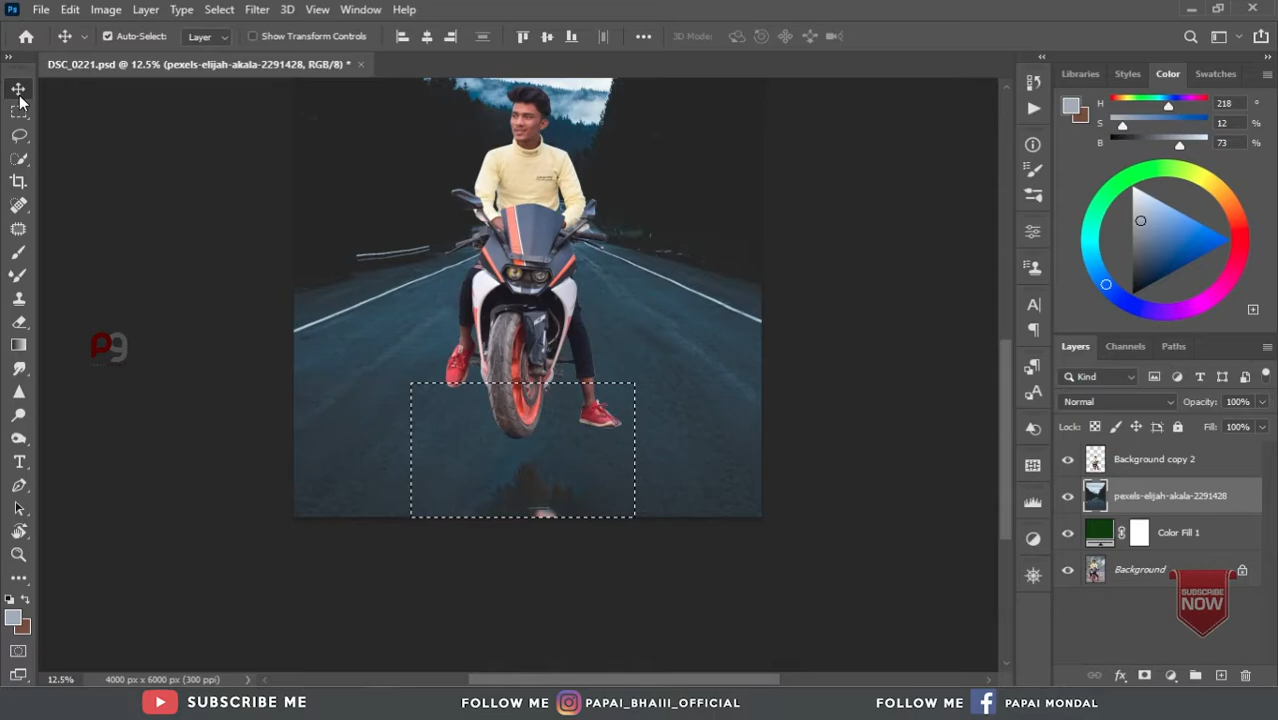 Ps File Edit Image Layer Type Select Filter 3D View Window Help
Auto-Select: Layer Show Transform Controls 3D Mode:
DSC_0221.psd @ 12.5% (pexels-elijah-akala-2291428, RGB/8) *
Libraries Styles Color Swatches
H 218 °
S 12 %
B 73 %
Layers Channels Paths
Kind
Normal Opacity: 100%
Lock: Fill: 100%
Background copy 2
pexels-elijah-akala-2291428
Color Fill 1
Background
SUBSCRIBE
NOW
P9
12.5% 4000 px x 6000 px (300 ppi)
SUBSCRIBE ME FOLLOW ME PAPAI_BHAIII_OFFICIAL FOLLOW ME PAPAI MONDAL